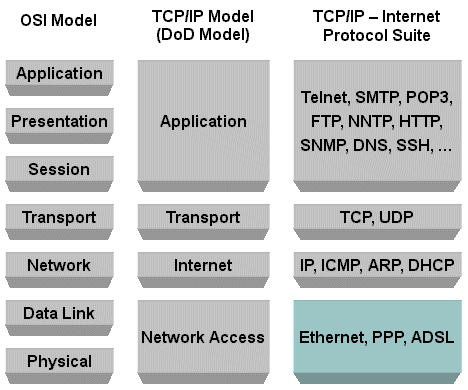 OSI Model
TCP/IP Model
(DoD Model)
TCP/IP – Internet
Protocol Suite
Application
Presentation
Session
Transport
Network
Data Link
Physical
Application
Transport
Internet
Network Access
Telnet, SMTP, POP3,
FTP, NNTP, HTTP,
SNMP, DNS, SSH, ...
TCP, UDP
IP, ICMP, ARP, DHCP
Ethernet, PPP, ADSL